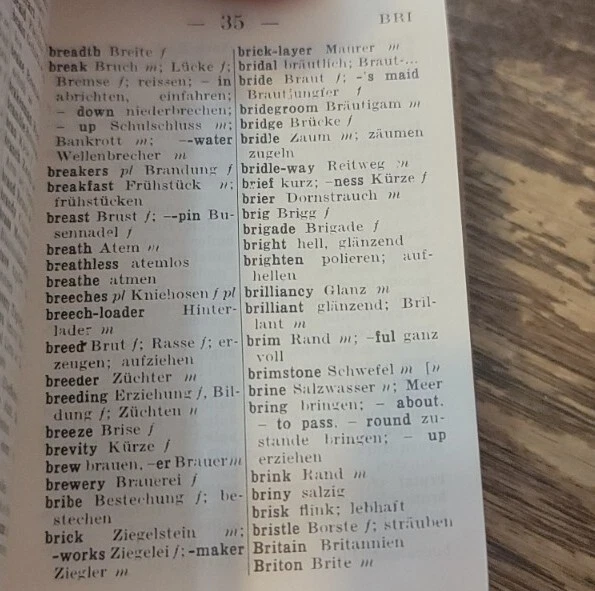 — 35 —
BRI
breadth Breite f
break Bruch m; Lücke f;
Bremse f; reissen; – in
abrichten, einfahren;
– down niederbrechen;
– up Schulschluss m;
Bankrott m; –-water
Wellenbrecher m
breakers pl Brandung f
breakfast Frühstück n;
frühstücken
breast Brust f; –-pin Bu-
sennadel f
breath Atem m
breathless atemlos
breathe atmen
breeches pl Kniehosen f pl
breech-loader Hinter-
lader m
breed Brut f; Rasse f; er-
zeugen; aufziehen
breeder Züchter m
breeding Erziehung f, Bil-
dung f; Züchten n
breeze Brise f
brevity Kürze f
brew brauen, –er Brauer m
brewery Brauerei f
bribe Bestechung f; be-
stechen
brick Ziegelstein m;
-works Ziegelei f; -maker
Ziegler m
brick-layer Maurer m
bridal bräutlich; Braut-...
bride Braut f; –'s maid
Brautjungfer f
bridegroom Bräutigam m
bridge Brücke f
bridle Zaum m; zäumen
zugeln
bridle-way Reitweg m
brief kurz; –ness Kürze f
brier Dornstrauch m
brig Brigg f
brigade Brigade f
bright hell, glänzend
brighten polieren; auf-
hellen
brilliancy Glanz m
brilliant glänzend; Bril-
lant m
brim Rand m; –ful ganz
voll
brimstone Schwefel m [n
brine Salzwasser n; Meer
bring bringen; – about.
– to pass. – round zu-
stande bringen; – up
erziehen
brink Rand m
briny salzig
brisk flink; lebhaft
bristle Borste f; sträuben
Britain Britannien
Briton Brite m